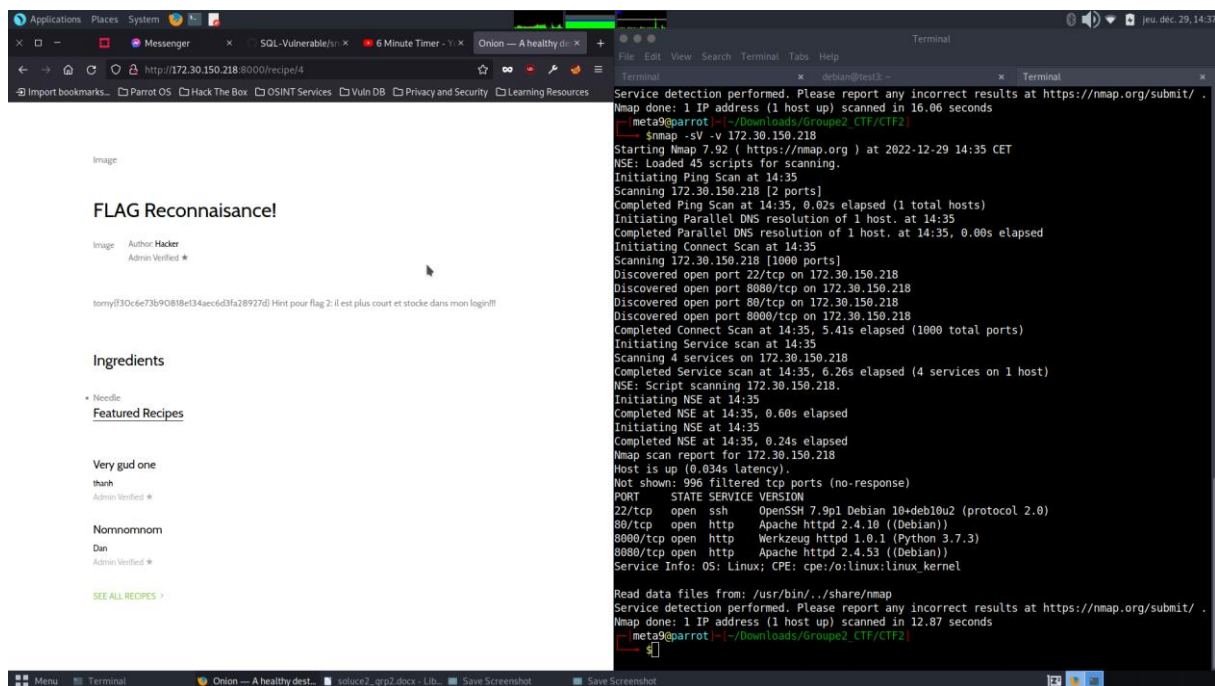 Applications Places System
jeu. déc. 29, 14:37
Messenger
SQL-Vulnerable/sn
6 Minute Timer - Y
Onion — A healthy de
http://172.30.150.218:8000/recipe/4
Import bookmarks... Parrot OS Hack The Box OSINT Services Vuln DB Privacy and Security Learning Resources
Image
FLAG Reconnaisance!
Image
Author: Hacker
Admin Verified ★
Hint pour flag 2: il est plus court et stocke dans mon login!!!
Ingredients
• Needle
Featured Recipes
Very gud one
thanh
Admin Verified ★
Nomnomnom
Dan
Admin Verified ★
SEE ALL RECIPES >
Terminal
File Edit View Search Terminal Tabs Help
Terminal
debian@test3: ~
Terminal
Service detection performed. Please report any incorrect results at https://nmap.org/submit/ .
Nmap done: 1 IP address (1 host up) scanned in 16.06 seconds
[meta9@parrot]-[~/Downloads/Groupe2_CTF/CTF2]
$nmap -sV -v 172.30.150.218
Starting Nmap 7.92 ( https://nmap.org ) at 2022-12-29 14:35 CET
NSE: Loaded 45 scripts for scanning.
Initiating Ping Scan at 14:35
Scanning 172.30.150.218 [2 ports]
Completed Ping Scan at 14:35, 0.02s elapsed (1 total hosts)
Initiating Parallel DNS resolution of 1 host. at 14:35
Completed Parallel DNS resolution of 1 host. at 14:35, 0.00s elapsed
Initiating Connect Scan at 14:35
Scanning 172.30.150.218 [1000 ports]
Discovered open port 22/tcp on 172.30.150.218
Discovered open port 8080/tcp on 172.30.150.218
Discovered open port 80/tcp on 172.30.150.218
Discovered open port 8000/tcp on 172.30.150.218
Completed Connect Scan at 14:35, 5.41s elapsed (1000 total ports)
Initiating Service scan at 14:35
Scanning 4 services on 172.30.150.218
Completed Service scan at 14:35, 6.26s elapsed (4 services on 1 host)
NSE: Script scanning 172.30.150.218.
Initiating NSE at 14:35
Completed NSE at 14:35, 0.60s elapsed
Initiating NSE at 14:35
Completed NSE at 14:35, 0.24s elapsed
Nmap scan report for 172.30.150.218
Host is up (0.034s latency).
Not shown: 996 filtered tcp ports (no-response)
PORT STATE SERVICE VERSION
22/tcp open ssh OpenSSH 7.9p1 Debian 10+deb10u2 (protocol 2.0)
80/tcp open http Apache httpd 2.4.10 ((Debian))
8000/tcp open http Werkzeug httpd 1.0.1 (Python 3.7.3)
8080/tcp open http Apache httpd 2.4.53 ((Debian))
Service Info: OS: Linux; CPE: cpe:/o:linux:linux_kernel
Read data files from: /usr/bin/../share/nmap
Service detection performed. Please report any incorrect results at https://nmap.org/submit/ .
Nmap done: 1 IP address (1 host up) scanned in 12.87 seconds
[meta9@parrot]-[~/Downloads/Groupe2_CTF/CTF2]
$
Menu Terminal Onion — A healthy dest... soluce2_grp2.docx - Lib... Save Screenshot Save Screenshot